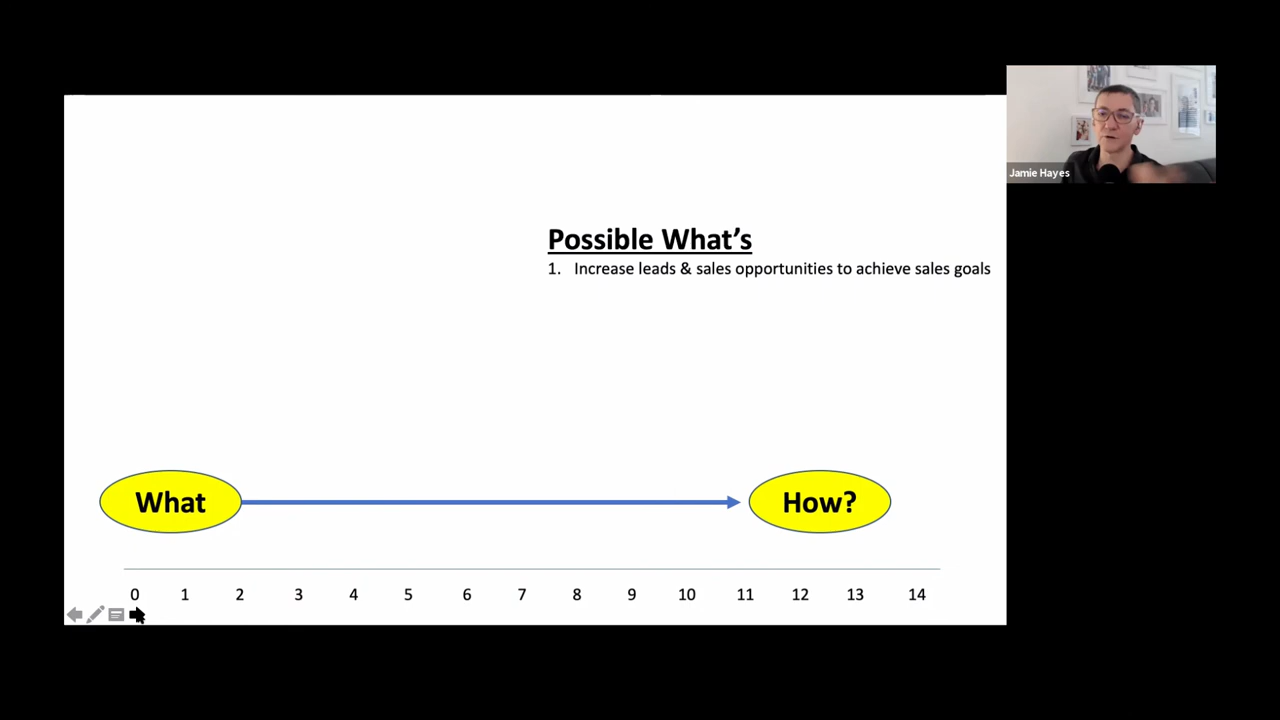 Jamie Hayes
Possible What's
1. Increase leads & sales opportunities to achieve sales goals
What
How?
0 1 2 3 4 5 6 7 8 9 10 11 12 13 14